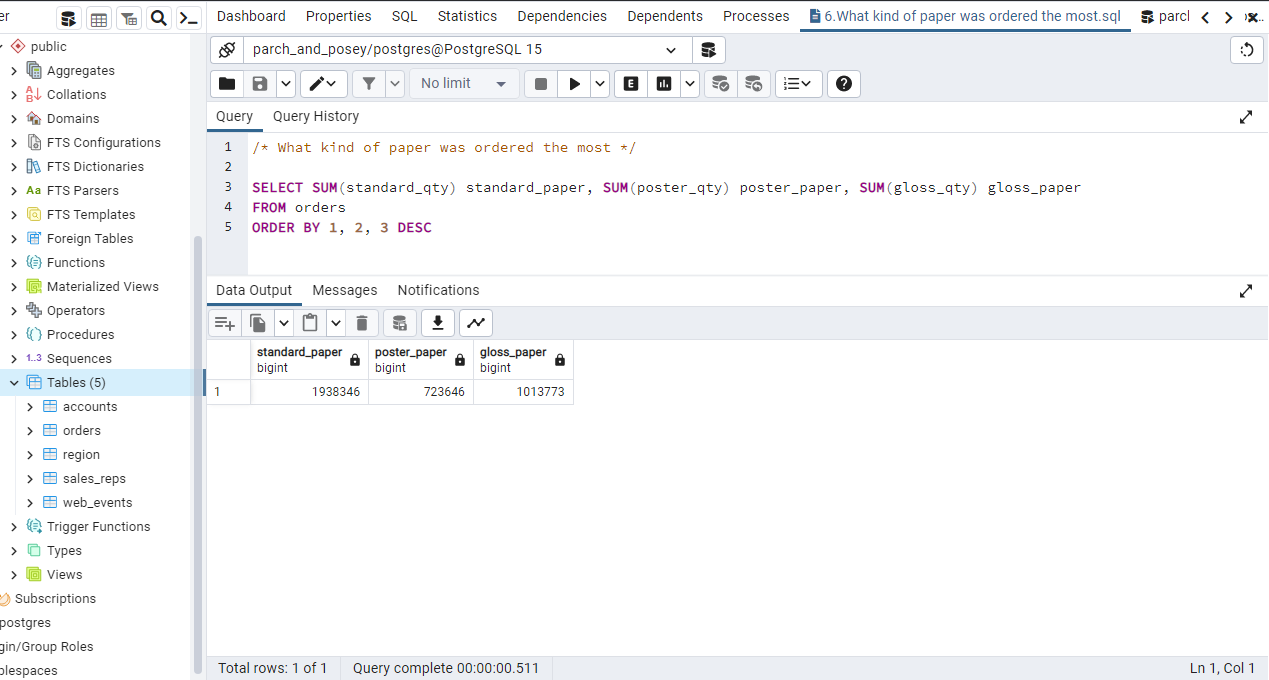 er
Dashboard Properties SQL Statistics Dependencies Dependents Processes 6.What kind of paper was ordered the most.sql parcl
public
Aggregates
Collations
Domains
FTS Configurations
FTS Dictionaries
Aa FTS Parsers
FTS Templates
Foreign Tables
Functions
Materialized Views
Operators
Procedures
1..3 Sequences
Tables (5)
accounts
orders
region
sales_reps
web_events
Trigger Functions
Types
Views
Subscriptions
postgres
gin/Group Roles
blespaces
parch_and_posey/postgres@PostgreSQL 15
No limit E
Query Query History
1 /* What kind of paper was ordered the most */
2
3 SELECT SUM(standard_qty) standard_paper, SUM(poster_qty) poster_paper, SUM(gloss_qty) gloss_paper
4 FROM orders
5 ORDER BY 1, 2, 3 DESC
Data Output Messages Notifications
standard_paper poster_paper gloss_paper
bigint bigint bigint
1 1938346 723646 1013773
Total rows: 1 of 1 Query complete 00:00:00.511 Ln 1, Col 1